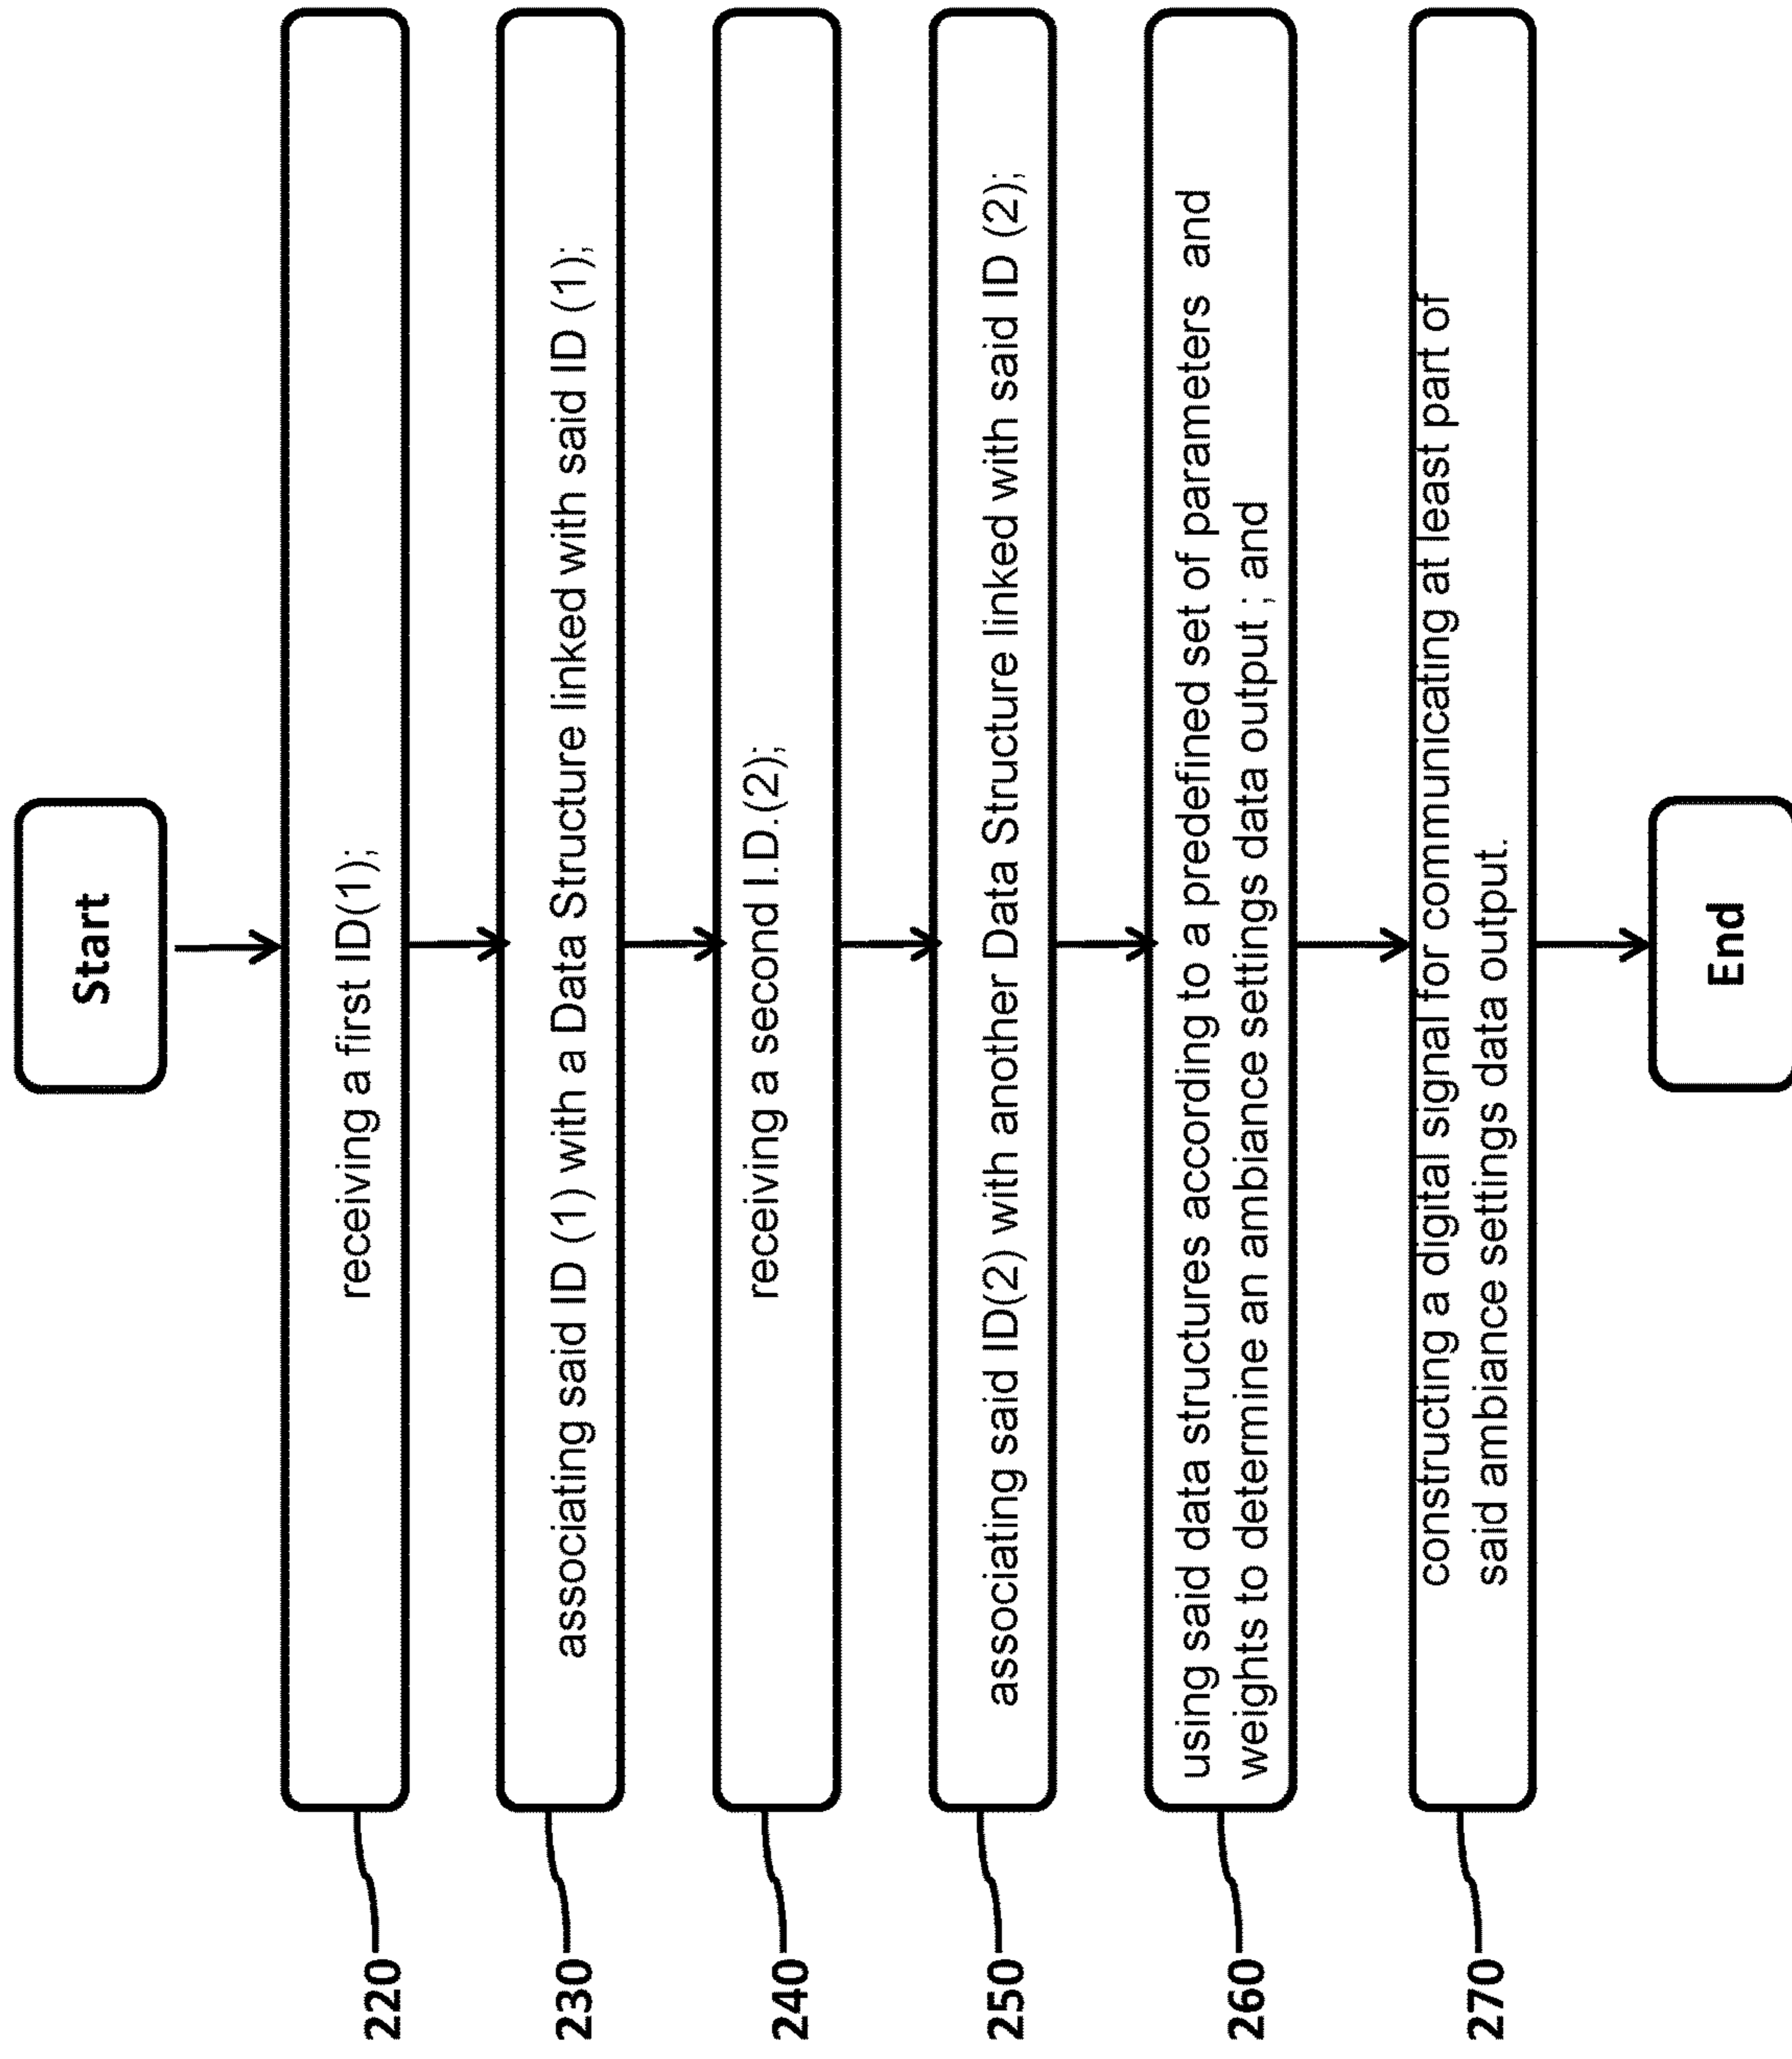 Start
220
receiving a first ID(1);
230
associating said ID (1) with a Data Structure linked with said ID (1);
240
receiving a second I.D.(2);
250
associating said ID(2) with another Data Structure linked with said ID (2);
260
using said data structures according to a predefined set of parameters and
weights to determine an ambiance settings data output ; and
270
constructing a digital signal for communicating at least part of
said ambiance settings data output.
End